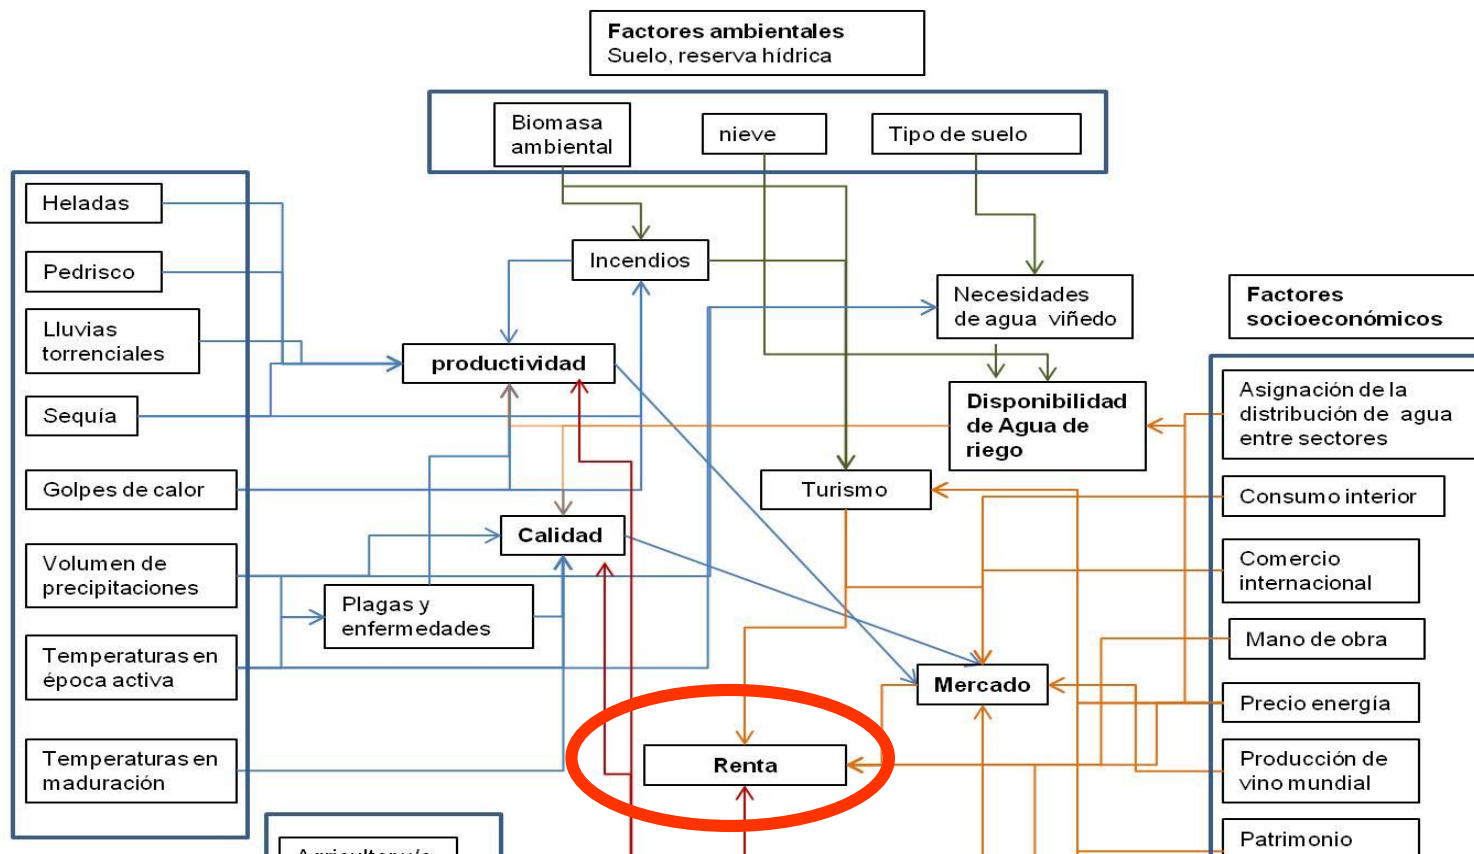 Factores ambientales
Suelo, reserva hídrica
Biomasa
ambiental
nieve
Tipo de suelo
Heladas
Pedrisco
Lluvias
torrenciales
Sequía
Golpes de calor
Volumen de
precipitaciones
Temperaturas en
época activa
Temperaturas en
maduración
Incendios
productividad
Calidad
Plagas y
enfermedades
Necesidades
de agua viñedo
Disponibilidad
de Agua de
riego
Turismo
Mercado
Renta
Factores
socioeconómicos
Asignación de la
distribución de agua
entre sectores
Consumo interior
Comercio
internacional
Mano de obra
Precio energía
Producción de
vino mundial
Patrimonio